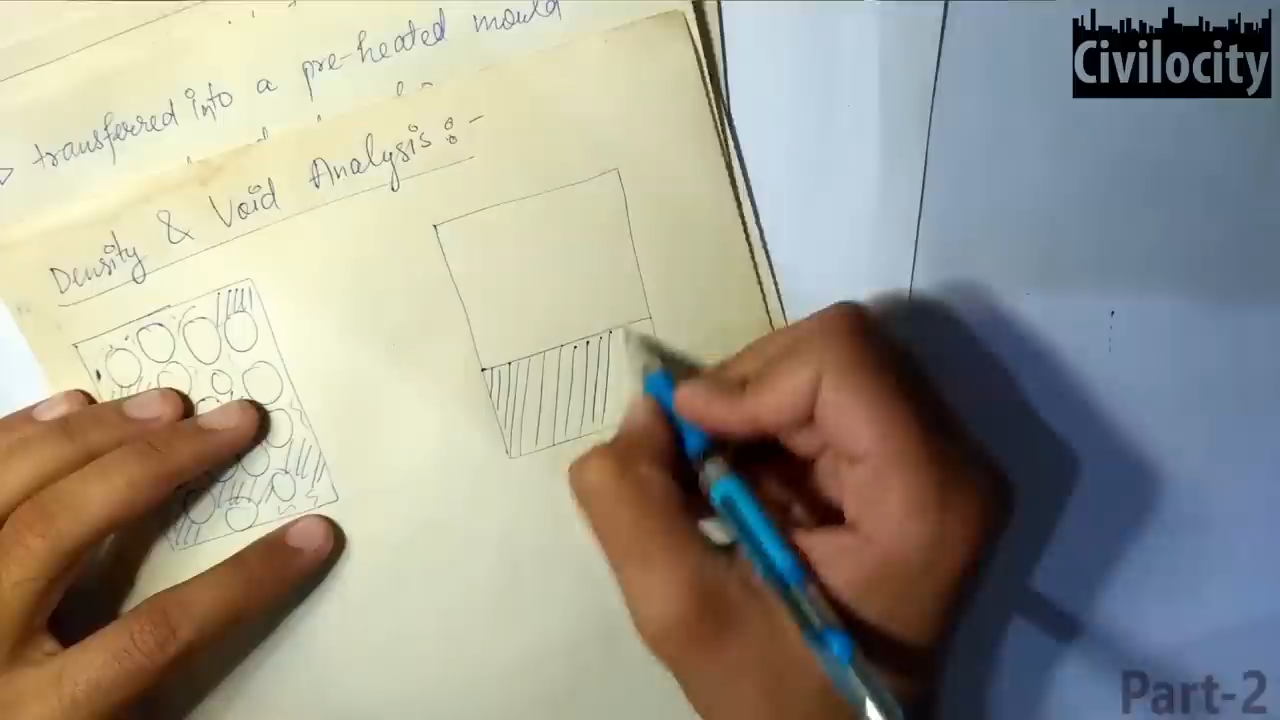 transferred into a pre-heated mould
Density & Void Analysis :-
Civilocity
Part-2